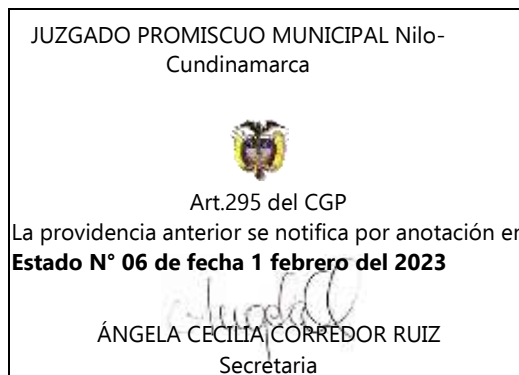 JUZGADO PROMISCUO MUNICIPAL Nilo-
Cundinamarca
Art.295 del CGP
La providencia anterior se notifica por anotación en
Estado N° 06 de fecha 1 febrero del 2023
ÁNGELA CECILIA CORREDOR RUIZ
Secretaria